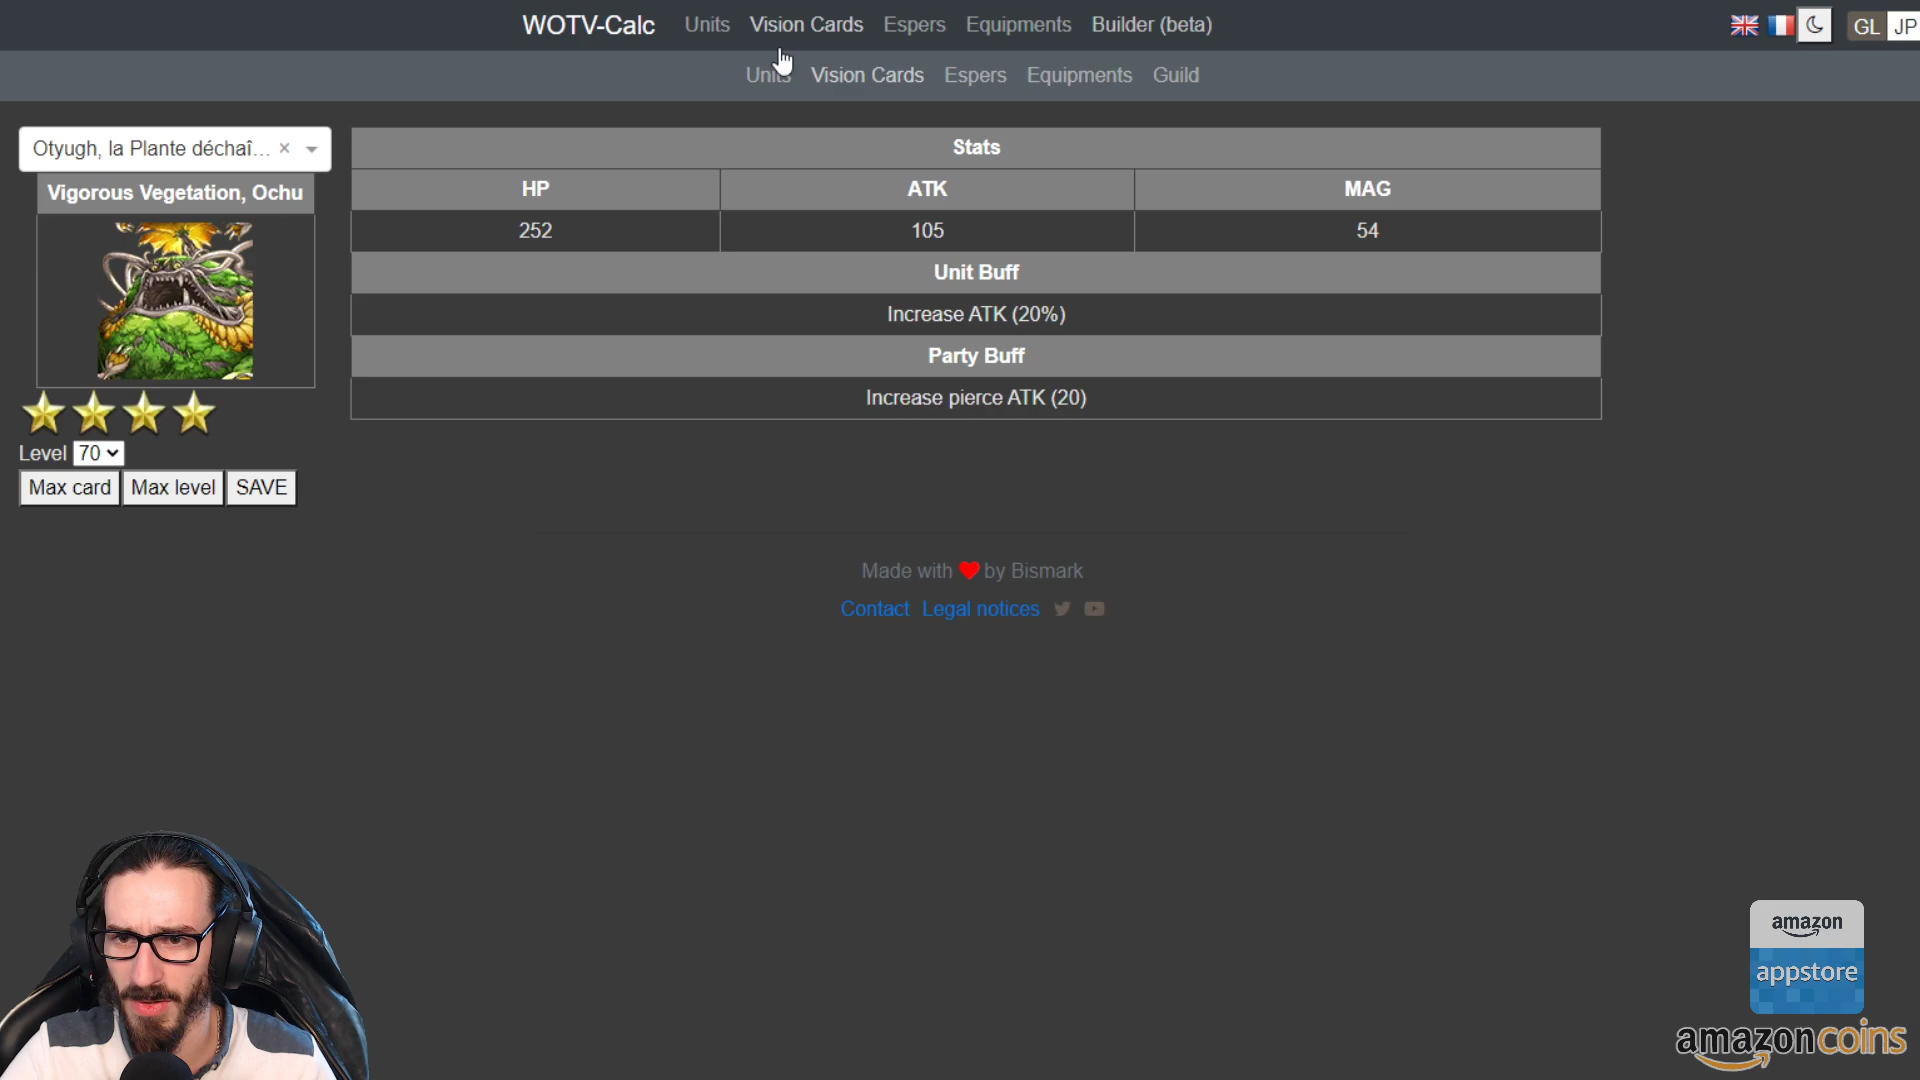 WOTV-Calc Units Vision Cards Espers Equipments Builder (beta) GL JP
Units Vision Cards Espers Equipments Guild
Otyugh, la Plante déchaî... × 
Vigorous Vegetation, Ochu
Level 70
Max card Max level SAVE
Stats
HP ATK MAG
252 105 54
Unit Buff
Increase ATK (20%)
Party Buff
Increase pierce ATK (20)
Made with ❤ by Bismark
Contact Legal notices
amazon
appstore
amazoncoins